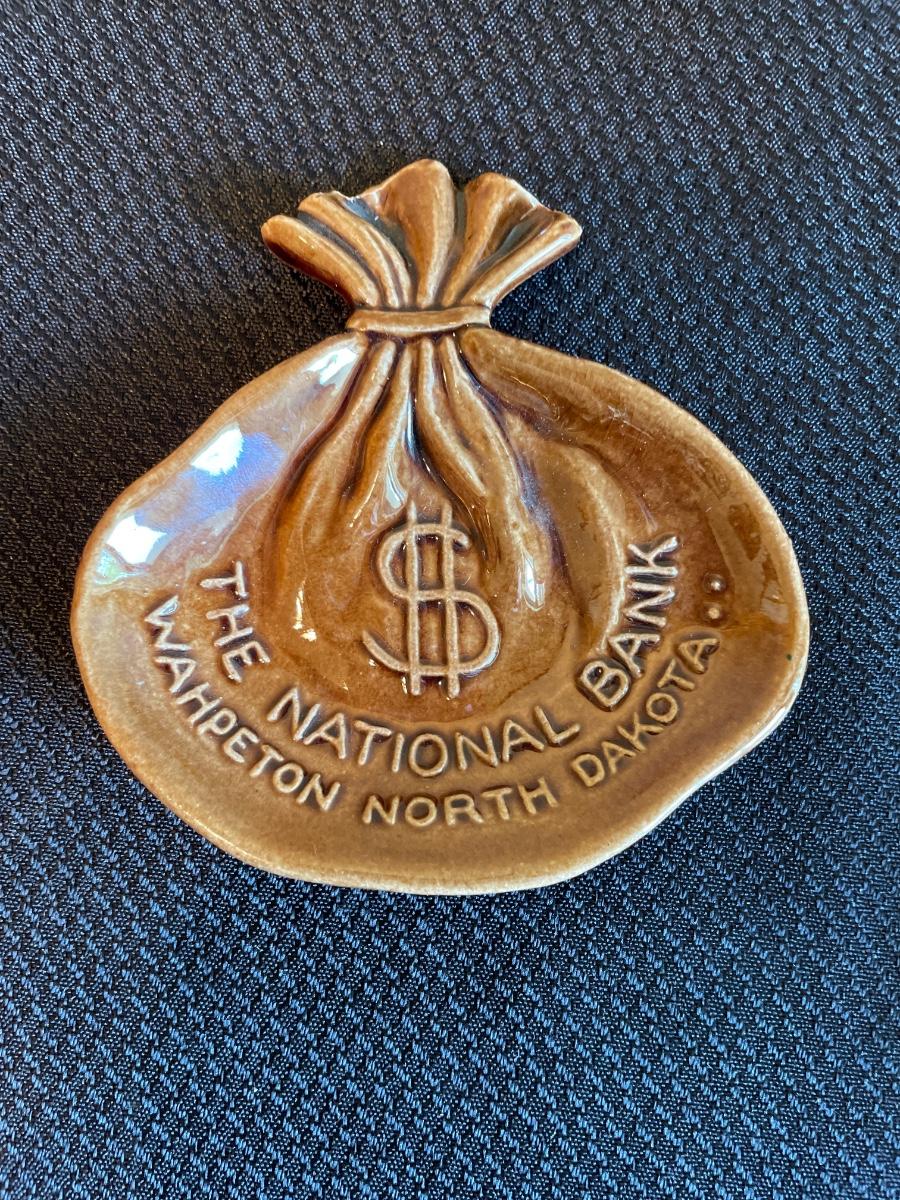 $
THE NATIONAL BANK
WAHPETON NORTH DAKOTA..